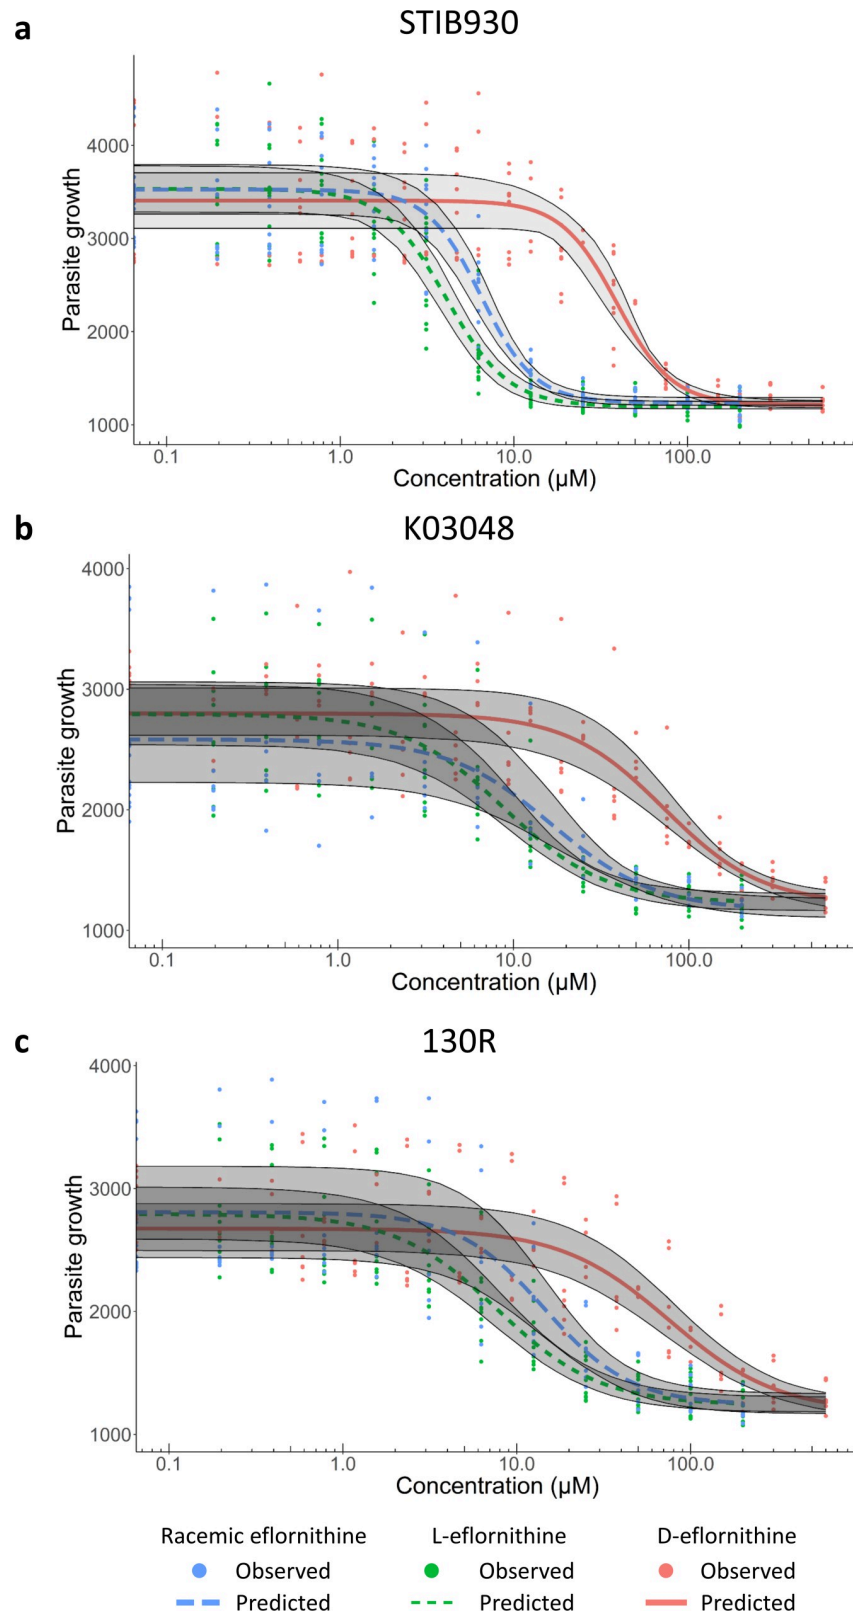 a
STIB930
4000
3000
2000
1000
Parasite growth
0.1 1.0 10.0 100.0
Concentration (µM)
b
K03048
4000
3000
2000
1000
Parasite growth
0.1 1.0 10.0 100.0
Concentration (µM)
c
130R
4000
3000
2000
1000
Parasite growth
0.1 1.0 10.0 100.0
Concentration (µM)
Racemic eflornithine L-eflornithine D-eflornithine
Observed Observed Observed
Predicted Predicted Predicted